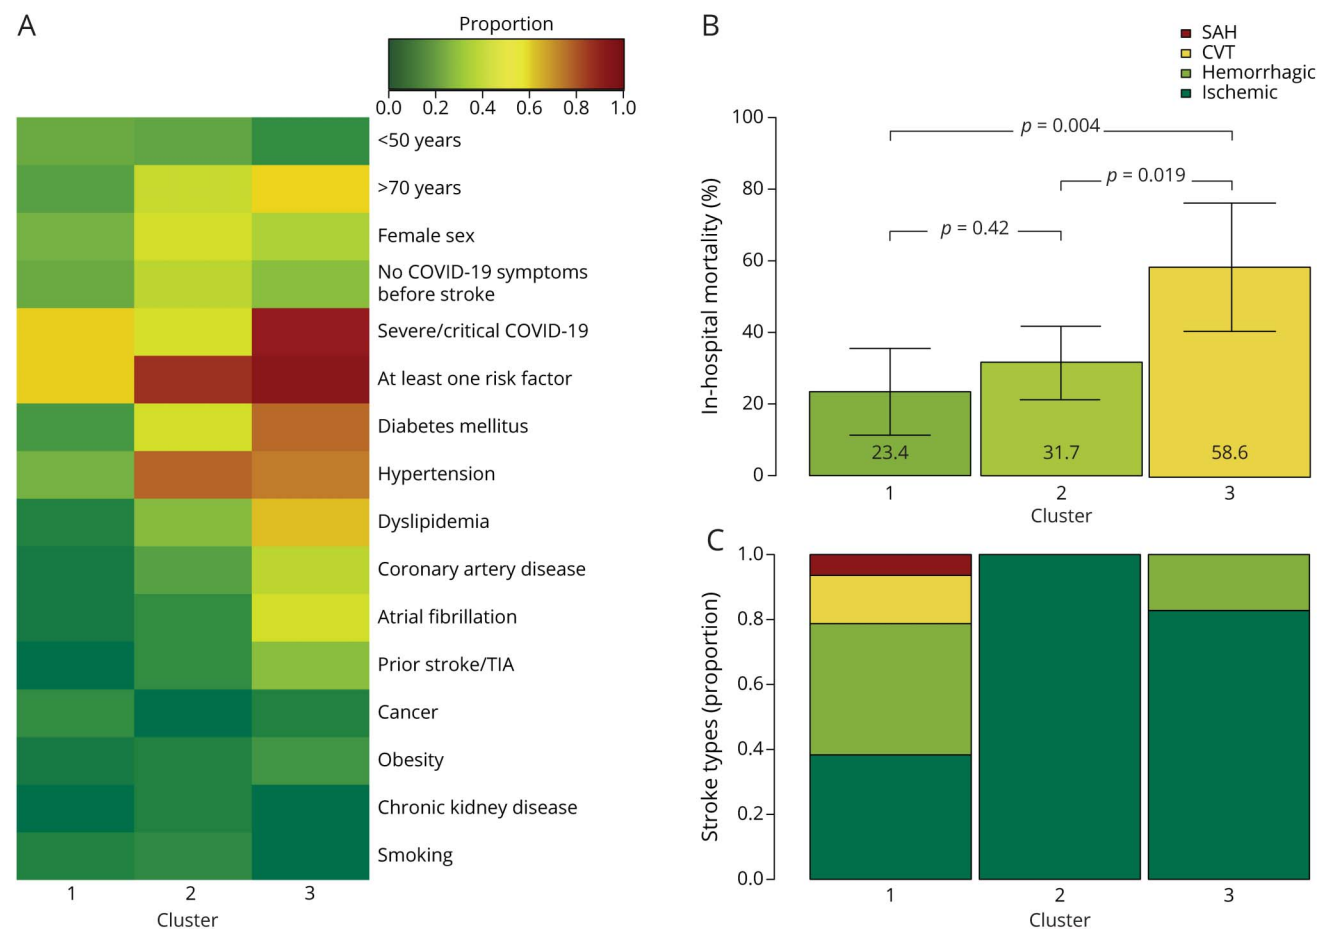 A
Proportion
0.0 0.2 0.4 0.6 0.8 1.0
<50 years
>70 years
Female sex
No COVID-19 symptoms
before stroke
Severe/critical COVID-19
At least one risk factor
Diabetes mellitus
Hypertension
Dyslipidemia
Coronary artery disease
Atrial fibrillation
Prior stroke/TIA
Cancer
Obesity
Chronic kidney disease
Smoking
1 2 3
Cluster
B
SAH
CVT
Hemorrhagic
Ischemic
In-hospital mortality (%)
100
80
60
40
20
0
p = 0.004
p = 0.019
p = 0.42
23.4 31.7 58.6
1 2 3
Cluster
C
Stroke types (proportion)
1.0
0.8
0.6
0.4
0.2
0.0
1 2 3
Cluster